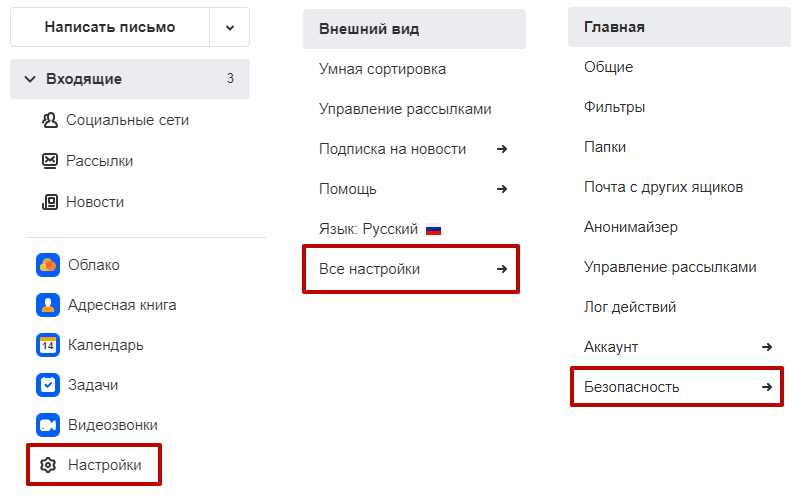 Написать письмо
Входящие 3
Социальные сети
Рассылки
Новости
Облако
Адресная книга
14
Календарь
Задачи
Видеозвонки
Настройки
Внешний вид
Умная сортировка
Управление рассылками
Подписка на новости
Помощь
Язык: Русский
Все настройки
Главная
Общие
Фильтры
Папки
Почта с других ящиков
Анонимайзер
Управление рассылками
Лог действий
Аккаунт
Безопасность